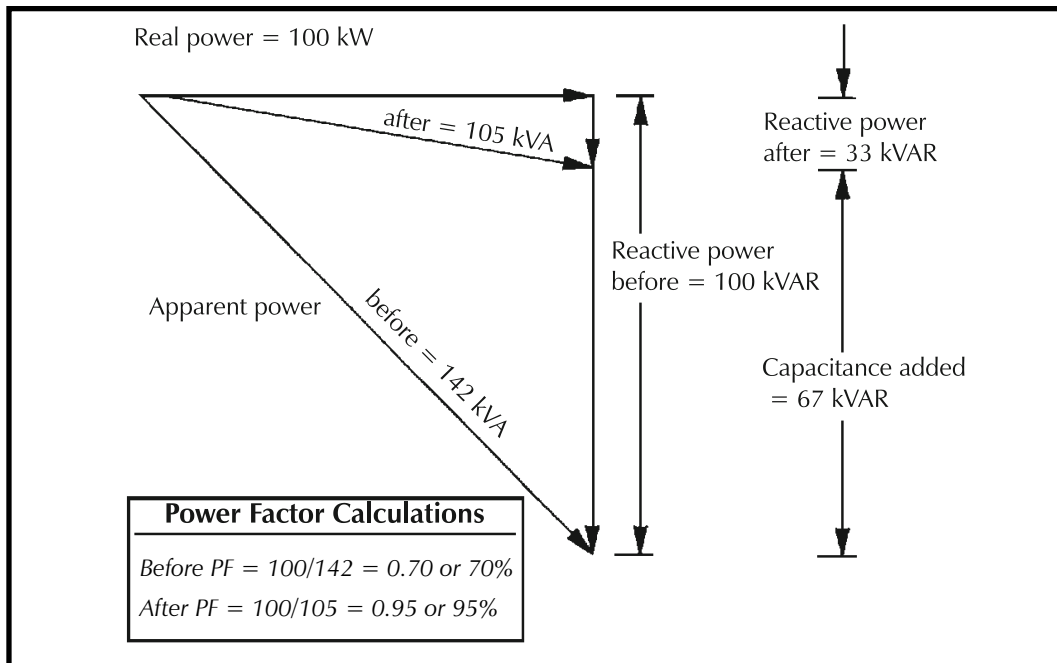 Real power = 100 kW
after = 105 kVA
Reactive power
after = 33 kVAR
Reactive power
before = 100 kVAR
Apparent power
before = 142 kVA
Capacitance added
= 67 kVAR
Power Factor Calculations
Before PF = 100/142 = 0.70 or 70%
After PF = 100/105 = 0.95 or 95%